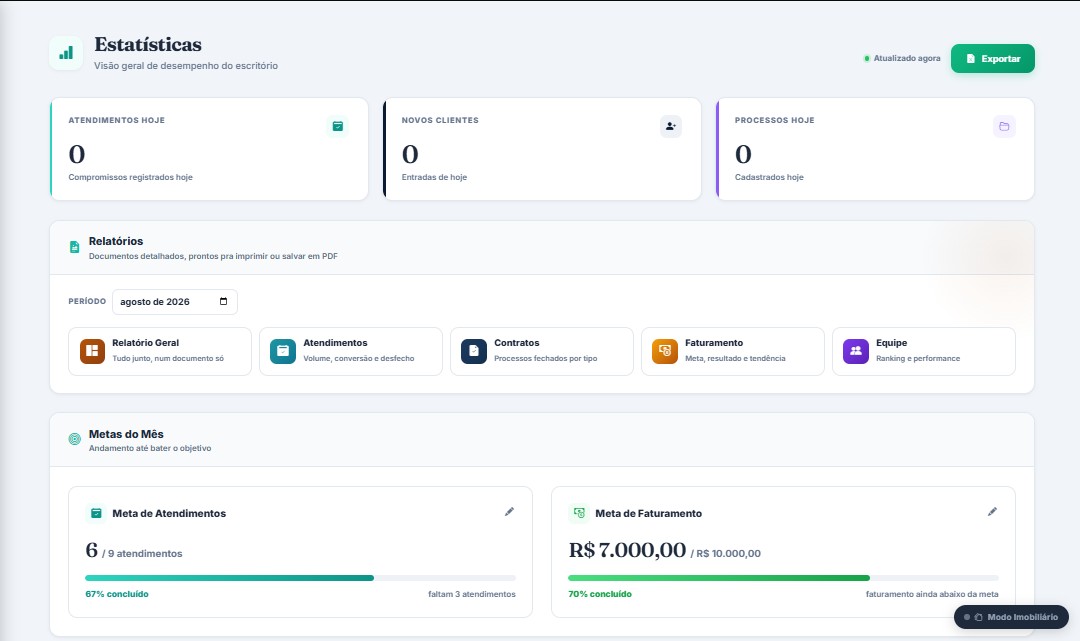 Estatísticas
Visão geral de desempenho do escritório
Atualizado agora
Exportar
ATENDIMENTOS HOJE
0
Compromissos registrados hoje
NOVOS CLIENTES
0
Entradas de hoje
PROCESSOS HOJE
0
Cadastrados hoje
Relatórios
Documentos detalhados, prontos pra imprimir ou salvar em PDF
PERÍODO agosto de 2026
Relatório Geral
Tudo junto, num documento só
Atendimentos
Volume, conversão e desfecho
Contratos
Processos fechados por tipo
Faturamento
Meta, resultado e tendência
Equipe
Ranking e performance
Metas do Mês
Andamento até bater o objetivo
Meta de Atendimentos
6 / 9 atendimentos
67% concluído
faltam 3 atendimentos
Meta de Faturamento
R$ 7.000,00 / R$ 10.000,00
70% concluído
faturamento ainda abaixo da meta
Modo Imobiliário